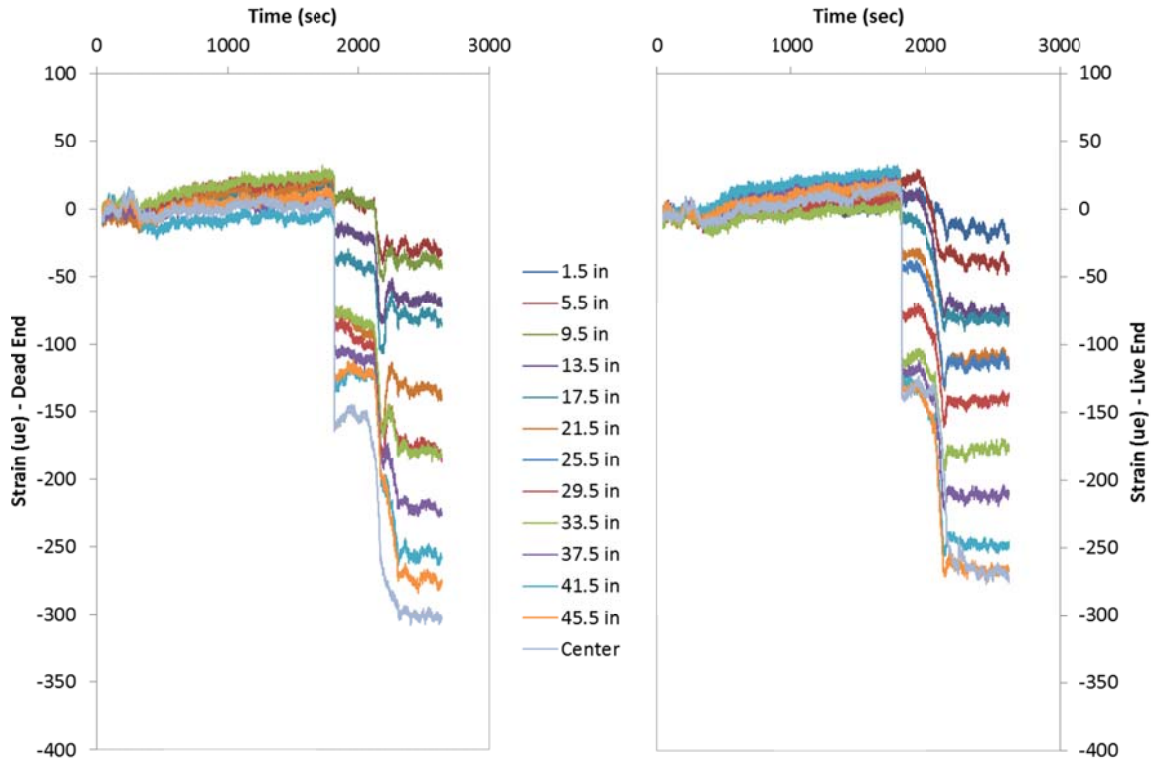 Time (sec)
0 1000 2000 3000
100
50
0
-50
-100
-150
-200
-250
-300
-350
-400
Strain (ue) - Dead End
1.5 in
5.5 in
9.5 in
13.5 in
17.5 in
21.5 in
25.5 in
29.5 in
33.5 in
37.5 in
41.5 in
45.5 in
Center
Time (sec)
0 1000 2000 3000
100
50
0
-50
-100
-150
-200
-250
-300
-350
-400
Strain (ue) - Live End